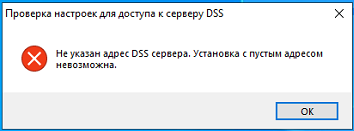 Проверка настроек для доступа к серверу DSS
Не указан адрес DSS сервера. Установка с пустым адресом
невозможна.
OK